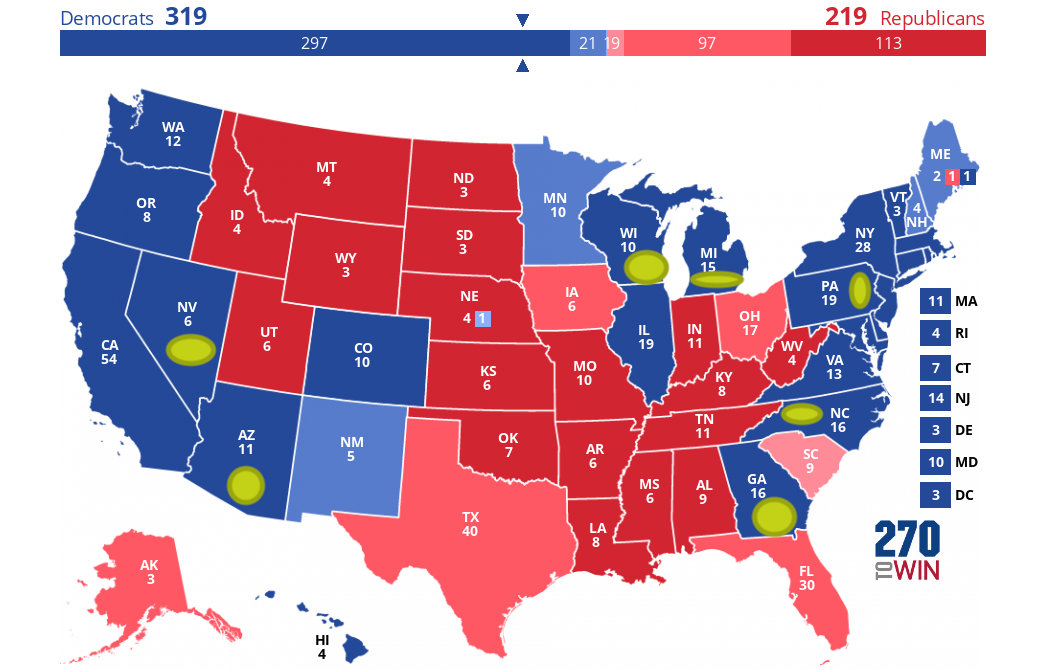 Democrats 319
219 Republicans
297
21
19
97
113
WA
12
OR
8
CA
54
NV
6
ID
4
MT
4
WY
3
UT
6
AZ
11
CO
10
NM
5
ND
3
SD
3
NE
4 1
KS
6
OK
7
TX
40
MN
10
IA
6
MO
10
AR
6
LA
8
WI
10
IL
19
MI
15
IN
11
OH
17
KY
8
TN
11
MS
6
AL
9
GA
16
FL
30
SC
9
NC
16
VA
13
WV
4
PA
19
NY
28
VT
3
4
NH
ME
2 1 1
11 MA
4 RI
7 CT
14 NJ
3 DE
10 MD
3 DC
AK
3
HI
4
270
TO WIN